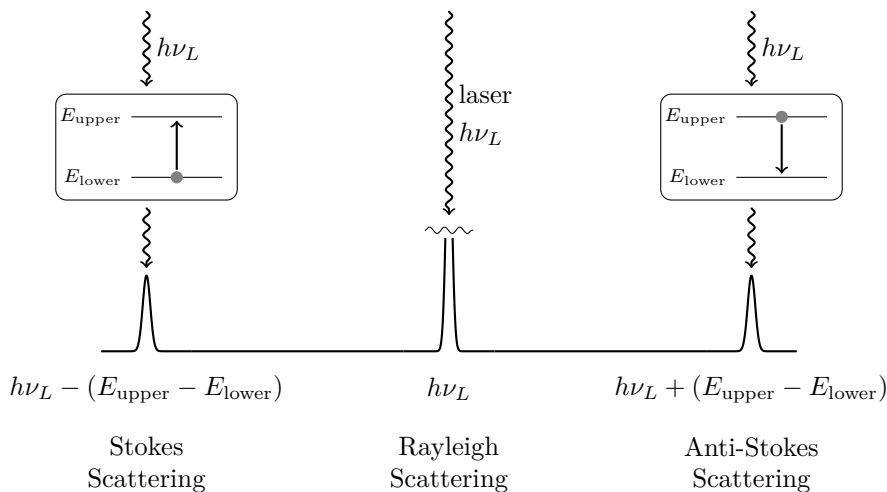 hν_L
hν_L
laser
hν_L
E_upper
E_lower
E_upper
E_lower
hν_L − (E_upper − E_lower)
hν_L
hν_L + (E_upper − E_lower)
Stokes
Scattering
Rayleigh
Scattering
Anti-Stokes
Scattering